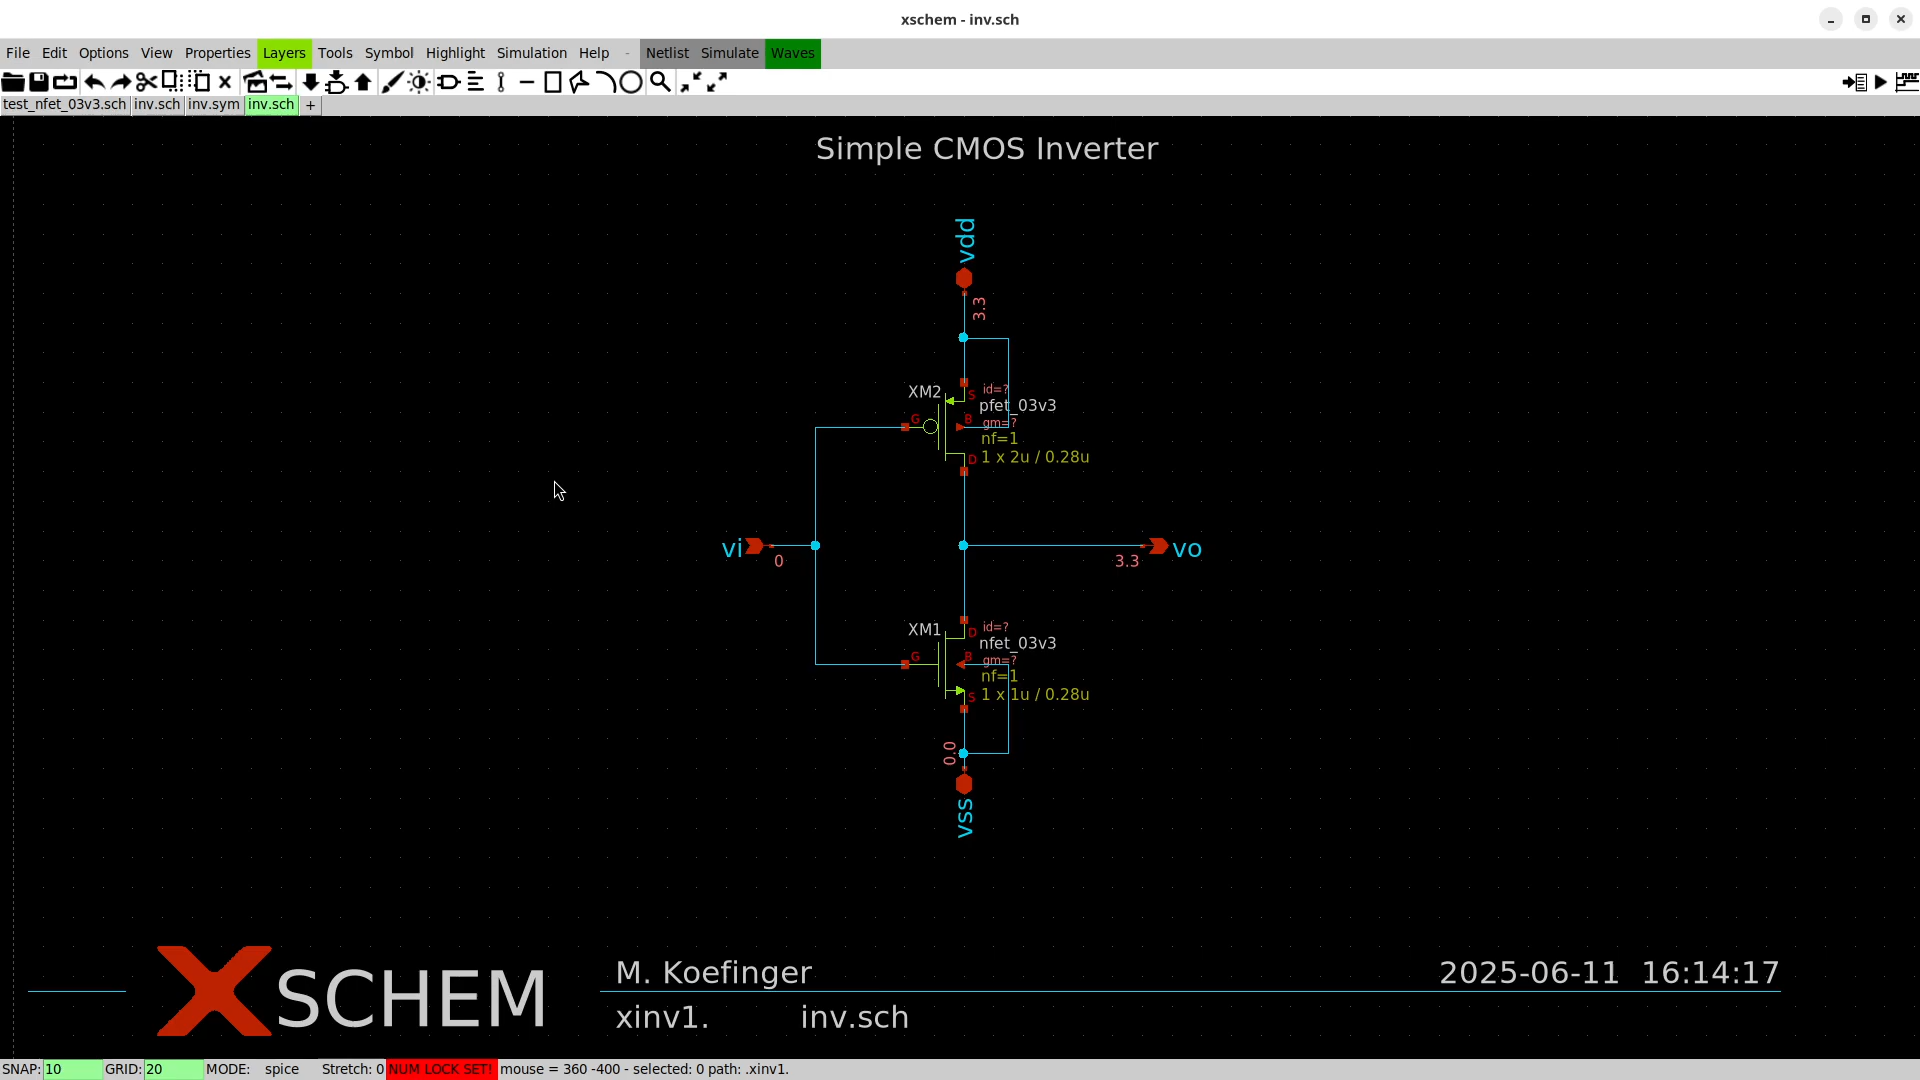 xschem - inv.sch
File Edit Options View Properties Layers Tools Symbol Highlight Simulation Help - Netlist Simulate Waves
test_nfet_03v3.sch inv.sch inv.sym inv.sch +
Simple CMOS Inverter
vdd
3.3
XM2
id=?
S
pfet_03v3
G
B
gm=?
nf=1
D
1 x 2u / 0.28u
vi
0
vo
3.3
XM1
id=?
D
nfet_03v3
G
B
gm=?
nf=1
S
1 x 1u / 0.28u
0.0
vss
XSCHEM
M. Koefinger
2025-06-11 16:14:17
xinv1. inv.sch
SNAP: 10 GRID: 20 MODE: spice Stretch: 0 NUM LOCK SET! mouse = 360 -400 - selected: 0 path: .xinv1.